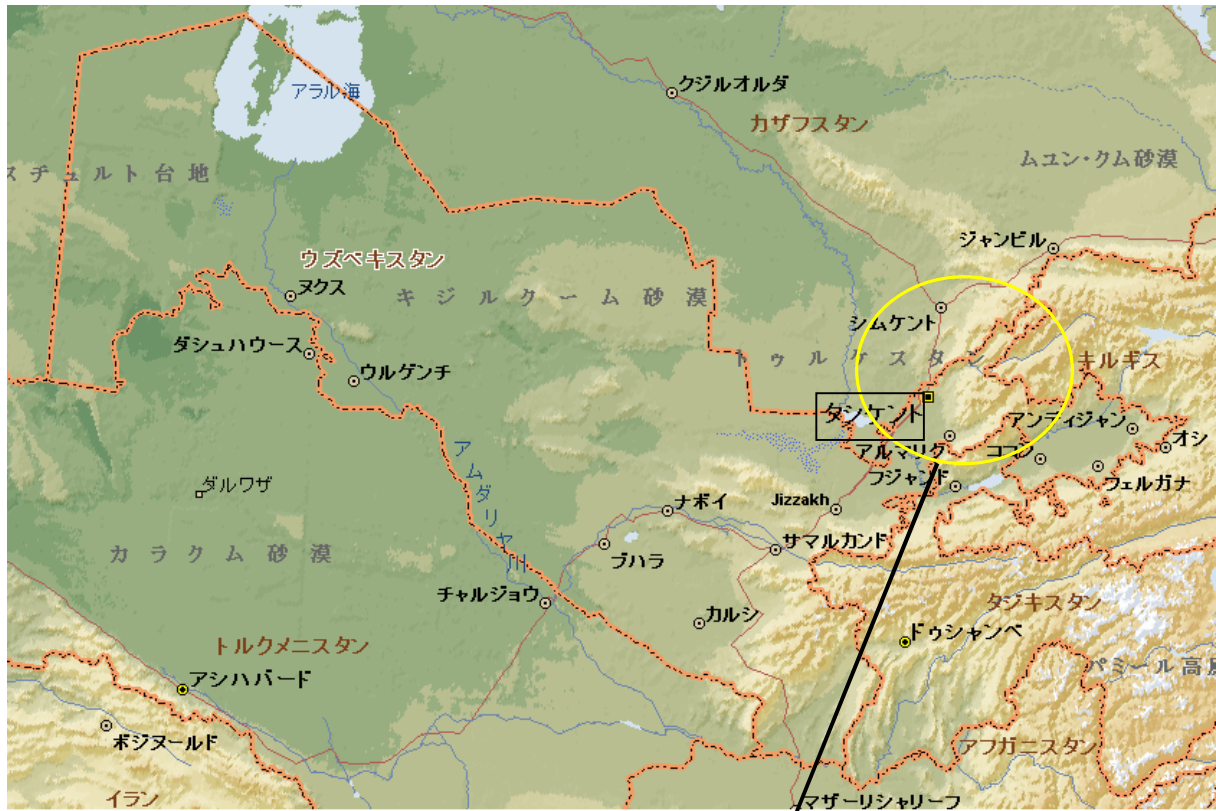 アラル海
クジルオルダ
カザフスタン
ムユン・クム砂漠
スチュルト台地
ジャンビル
ウズベキスタン
ヌクス
キジルクーム砂漠
シムケント
ダシュハウース
トゥルケスタン
キルギス
ウルゲンチ
タシケント
アンディジャン
オシ
アルマリク
コカン
フジャンド
フェルガナ
アムダリヤ川
ダルワザ
ナボイ
Jizzakh
カラクム砂漠
ブハラ
サマルカンド
チャルジョウ
カルシ
タジキスタン
ドゥシャンベ
トルクメニスタン
パミール高原
アシハバード
ボジヌールド
アフガニスタン
イラン
マザーリシャリーフ